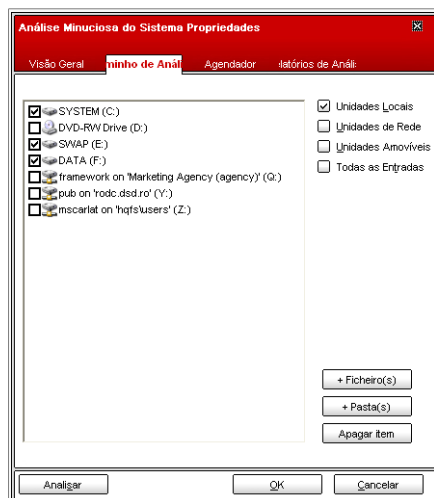 Análise Minuciosa do Sistema Propriedades
Visão Geral
minho de Análi
Agendador
latórios de Anális
SYSTEM (C:)
DVD-RW Drive (D:)
SWAP (E:)
DATA (F:)
framework on 'Marketing Agency (agency)' (Q:)
pub on 'rodc.dsd.ro' (Y:)
mscarlat on 'hqfs\users' (Z:)
Unidades Locais
Unidades de Rede
Unidades Amovíveis
Todas as Entradas
+ Ficheiro(s)
+ Pasta(s)
Apagar item
Analisar
OK
Cancelar